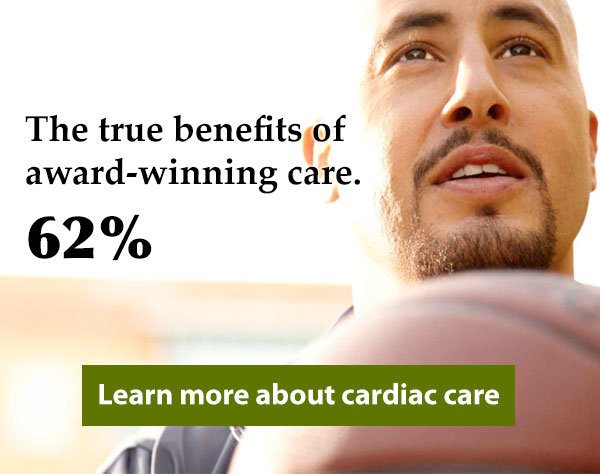 The true benefits of
award-winning care.
62%
Learn more about cardiac care